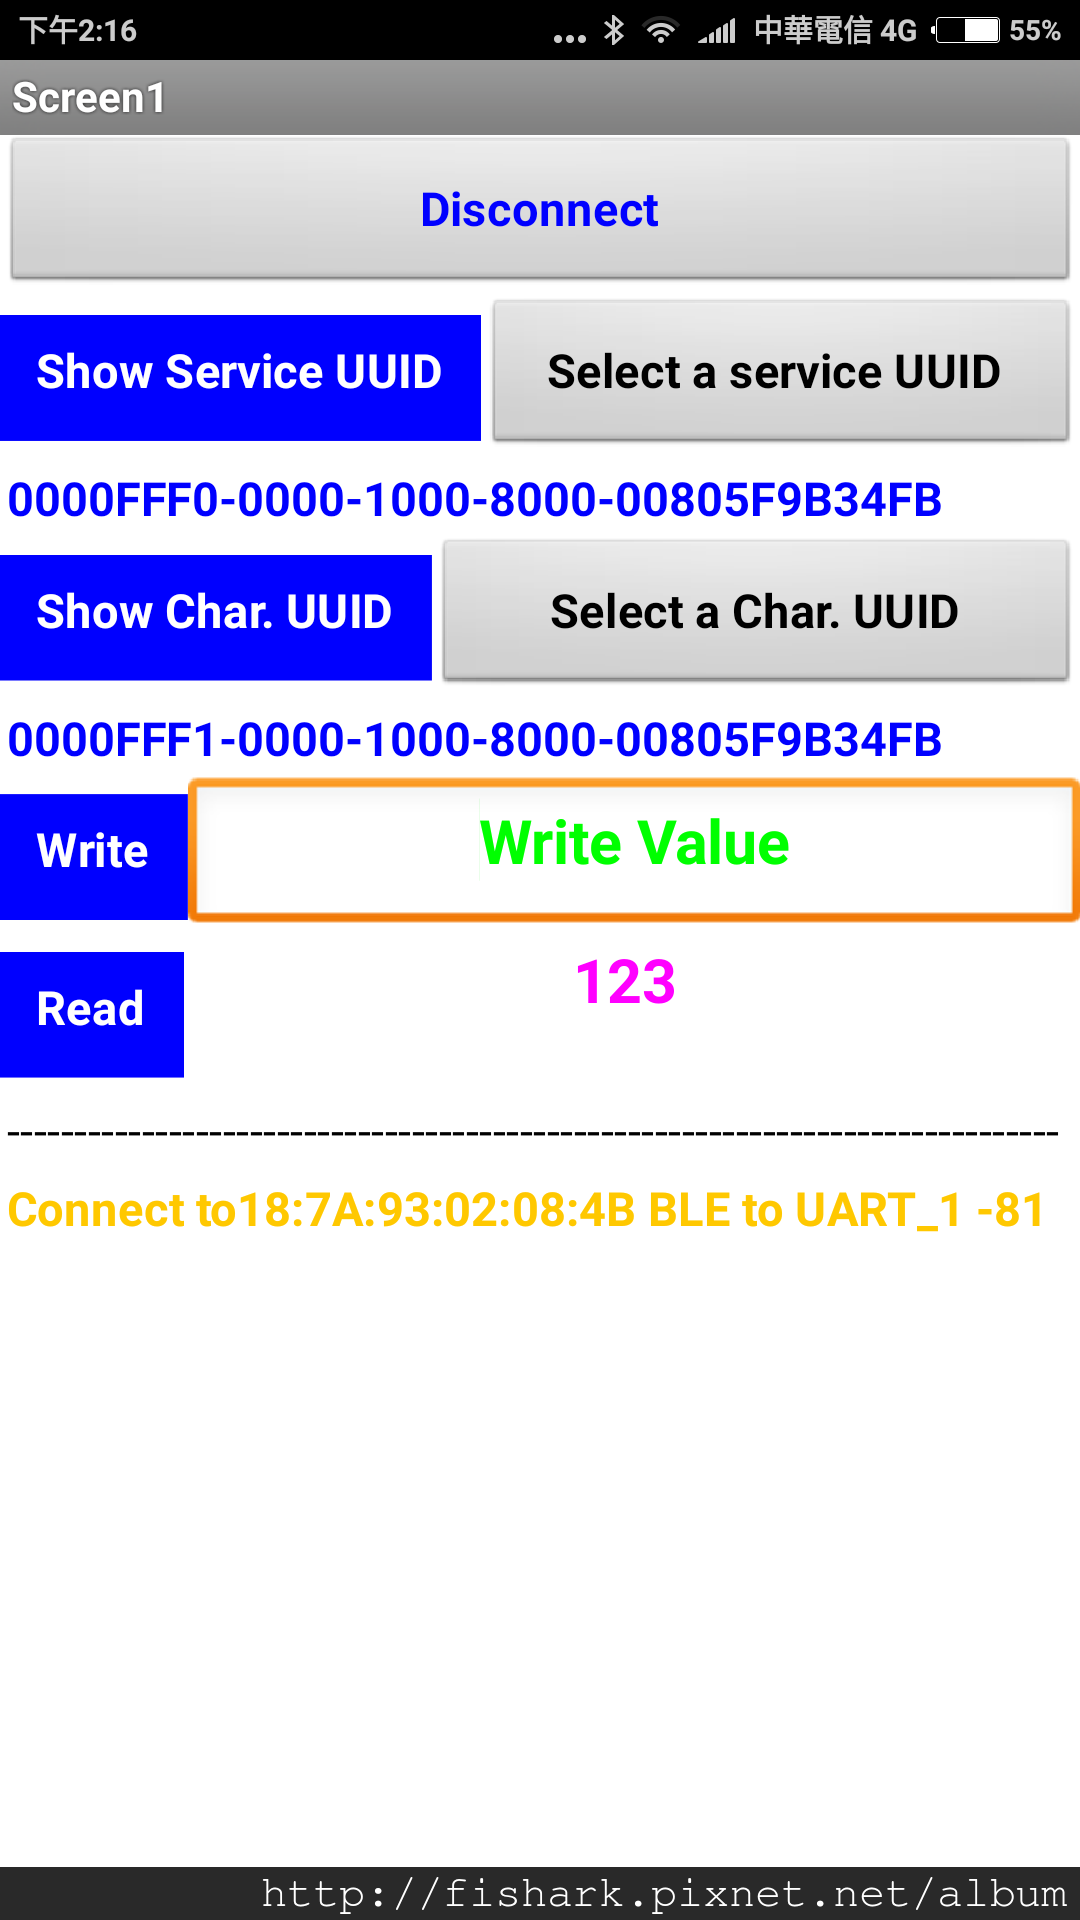 下午2:16 ... 中華電信 4G 55%
Screen1
Disconnect
Show Service UUID Select a service UUID
0000FFF0-0000-1000-8000-00805F9B34FB
Show Char. UUID Select a Char. UUID
0000FFF1-0000-1000-8000-00805F9B34FB
Write Write Value
Read 123
--------------------------------------------------------------------------------
Connect to18:7A:93:02:08:4B BLE to UART_1 -81
http://fishark.pixnet.net/album